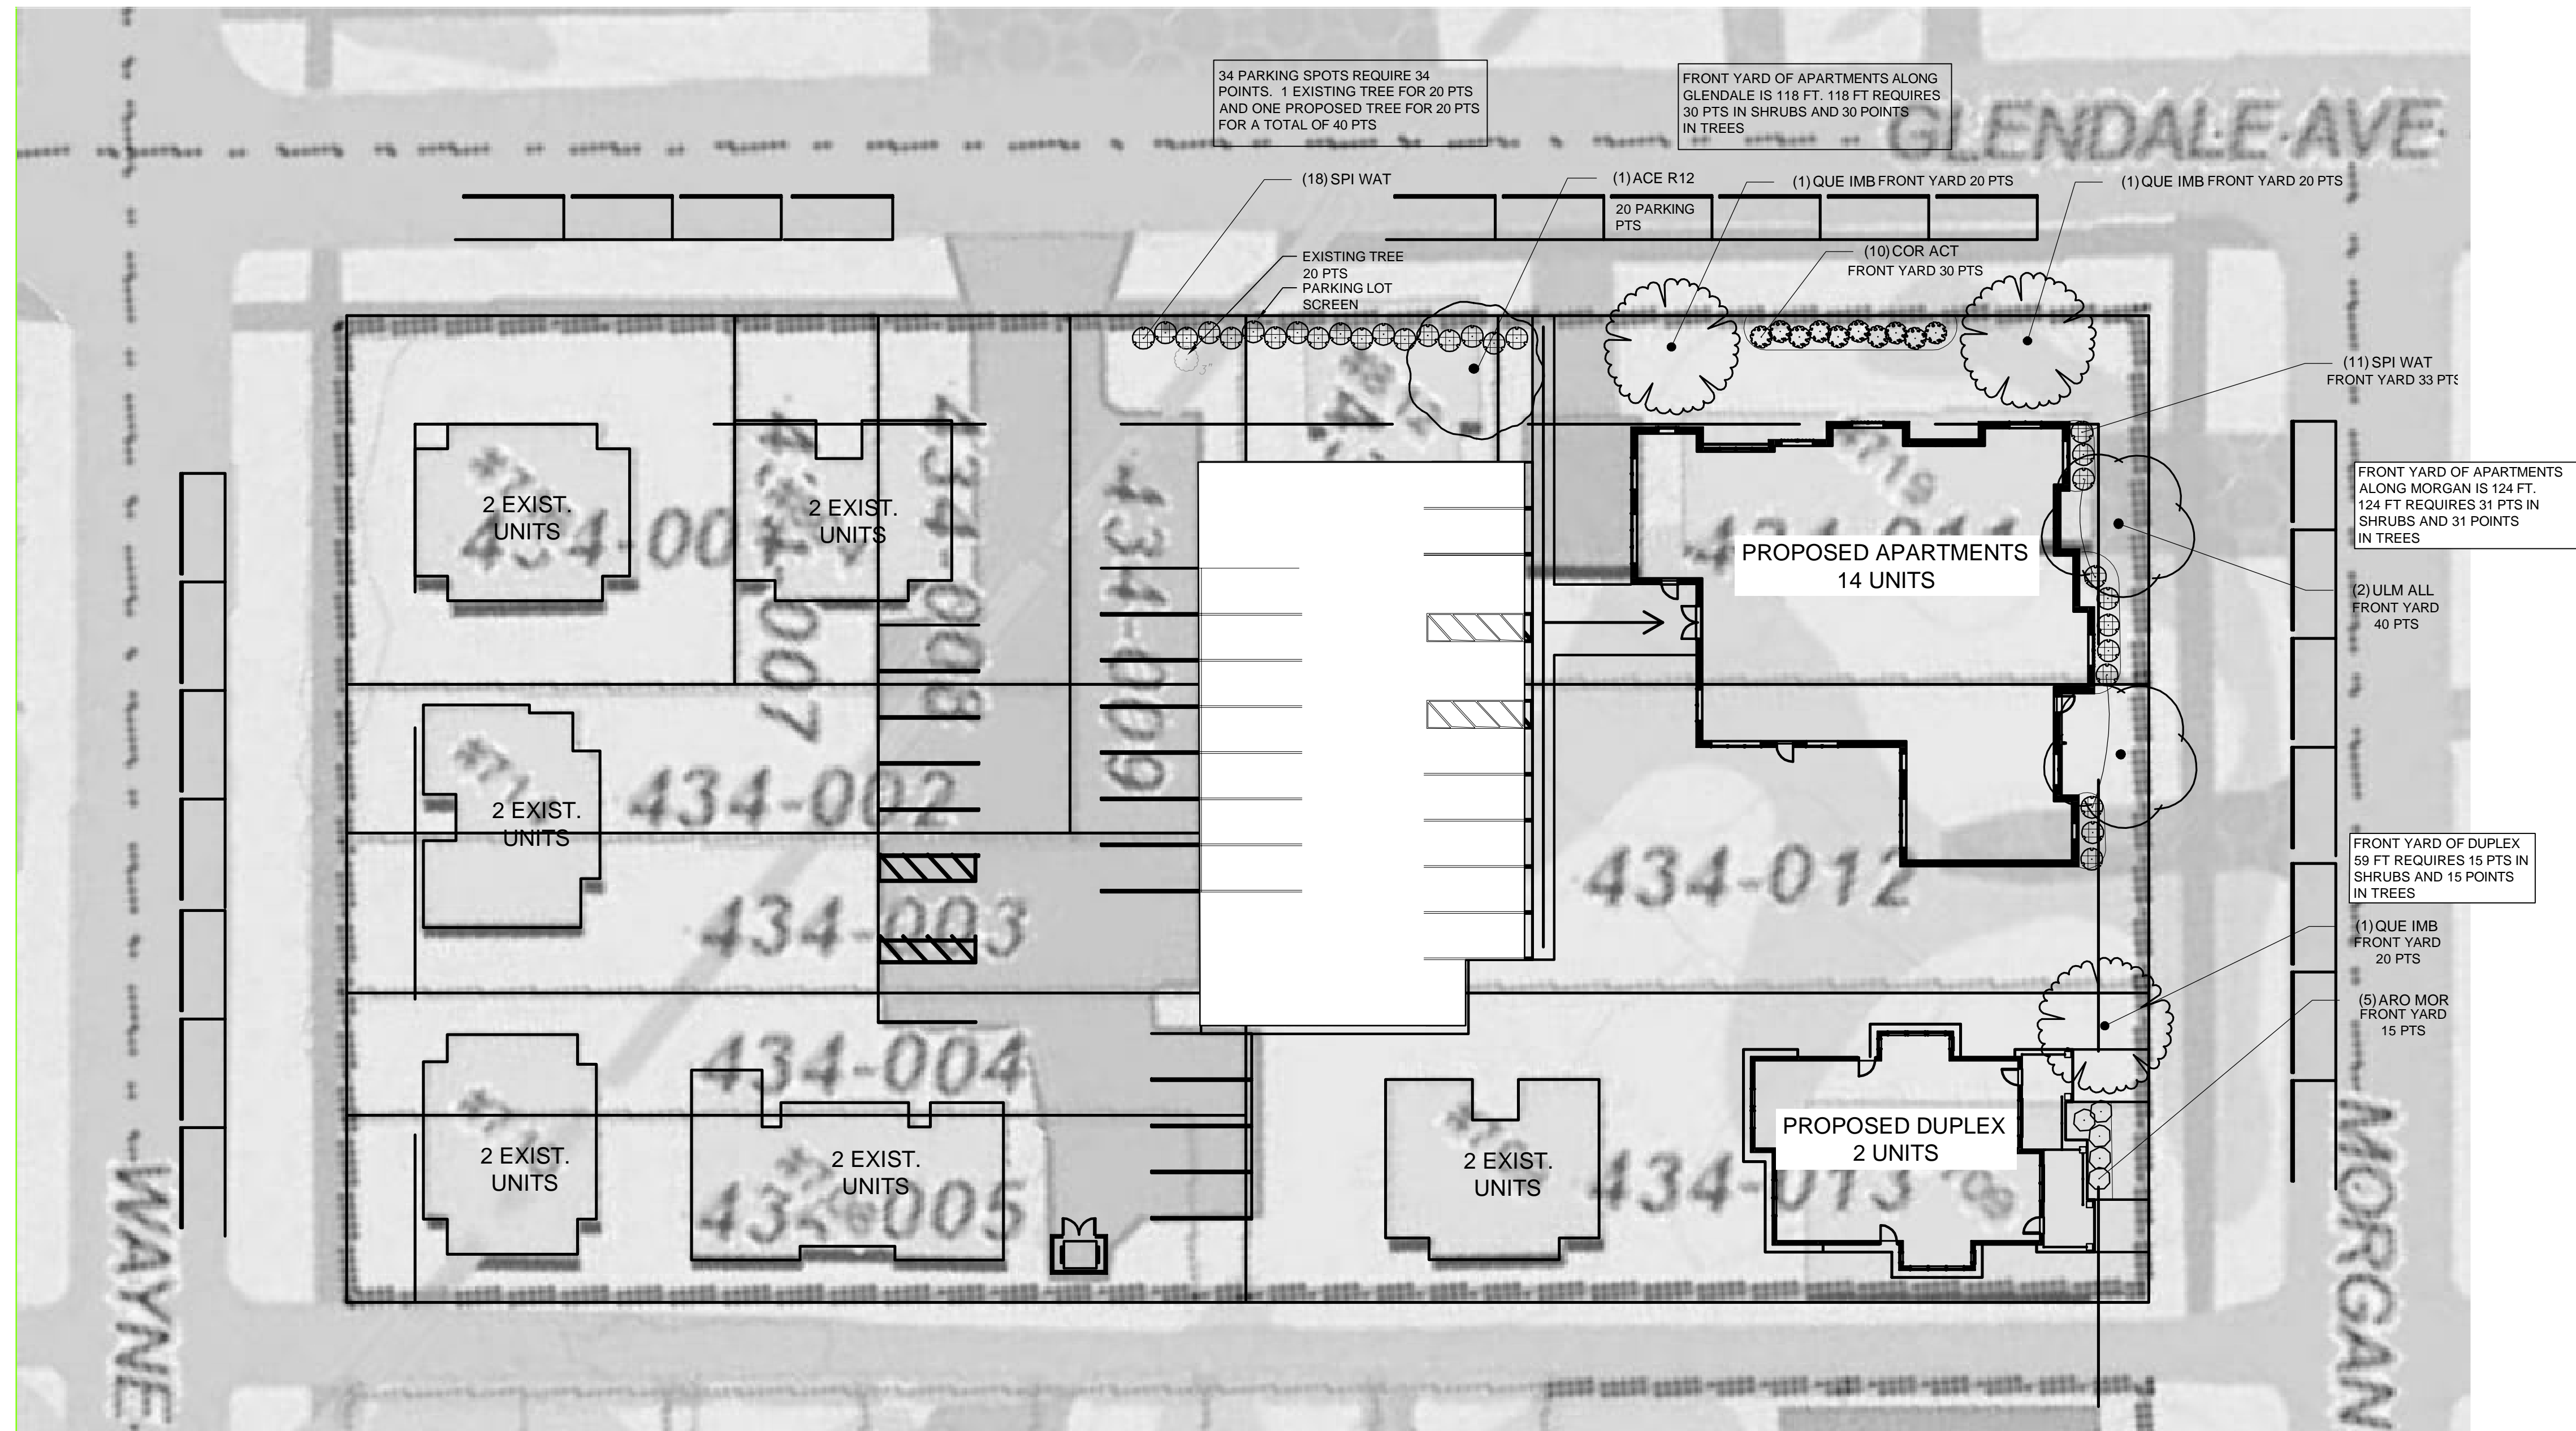 34 PARKING SPOTS REQUIRE 34
POINTS. 1 EXISTING TREE FOR 20 PTS
AND ONE PROPOSED TREE FOR 20 PTS
FOR A TOTAL OF 40 PTS
FRONT YARD OF APARTMENTS ALONG
GLENDALE IS 118 FT. 118 FT REQUIRES
30 PTS IN SHRUBS AND 30 POINTS
IN TREES
GLENDALE AVE
(18) SPI WAT
(1) ACE R12
20 PARKING
PTS
(1) QUE IMB FRONT YARD 20 PTS
(1) QUE IMB FRONT YARD 20 PTS
EXISTING TREE
20 PTS
PARKING LOT
SCREEN
(10) COR ACT
FRONT YARD 30 PTS
3"
(11) SPI WAT
FRONT YARD 33 PTS
FRONT YARD OF APARTMENTS
ALONG MORGAN IS 124 FT.
124 FT REQUIRES 31 PTS IN
SHRUBS AND 31 POINTS
IN TREES
2 EXIST.
UNITS
2 EXIST.
UNITS
434-007
434-008
434-009
#719
PROPOSED APARTMENTS
14 UNITS
(2) ULM ALL
FRONT YARD
40 PTS
2 EXIST.
UNITS
434-002
434-003
434-012
FRONT YARD OF DUPLEX
59 FT REQUIRES 15 PTS IN
SHRUBS AND 15 POINTS
IN TREES
(1) QUE IMB
FRONT YARD
20 PTS
(5) ARO MOR
FRONT YARD
15 PTS
434-004
2 EXIST.
UNITS
2 EXIST.
UNITS
2 EXIST.
UNITS
PROPOSED DUPLEX
2 UNITS
434-013
WAYNE
MORGAN